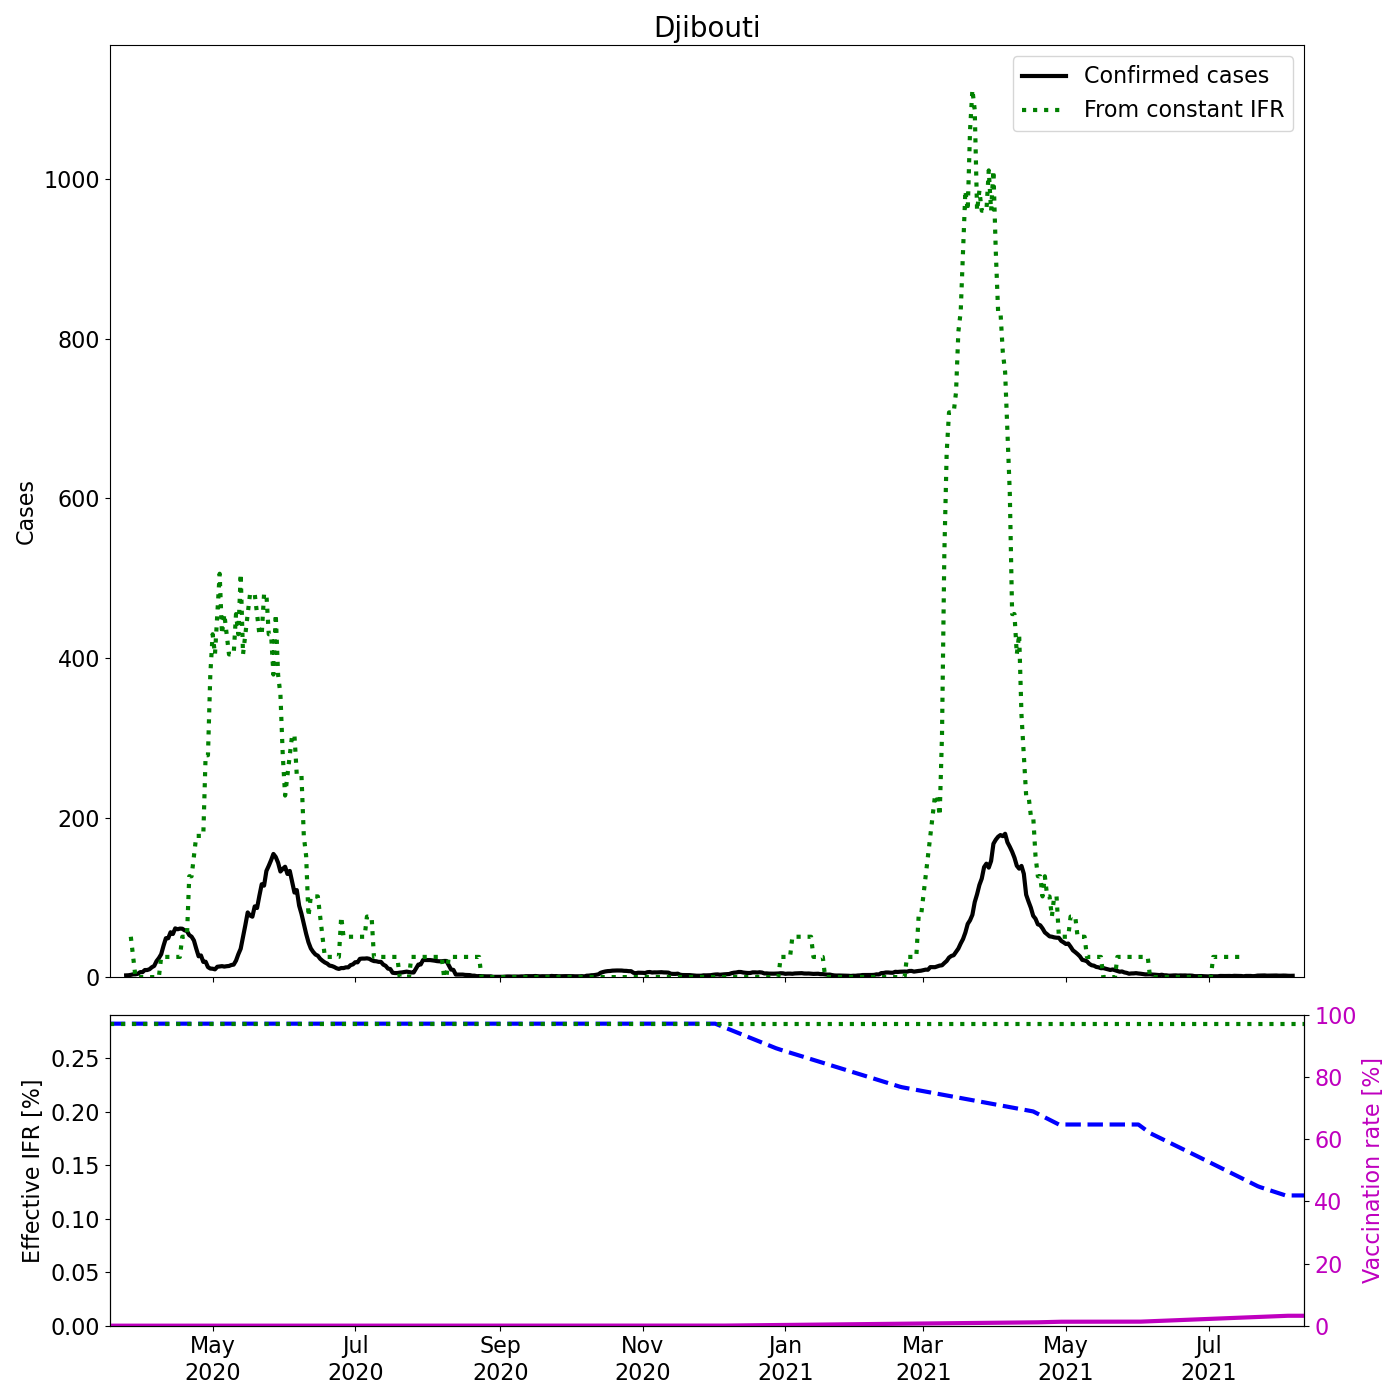 Djibouti
Confirmed cases
From constant IFR
1000
800
600
400
200
0
Cases
0.25
0.20
0.15
0.10
0.05
0.00
Effective IFR [%]
100
80
60
40
20
0
Vaccination rate [%]
May Jul Sep Nov Jan Mar May Jul
2020 2020 2020 2020 2021 2021 2021 2021